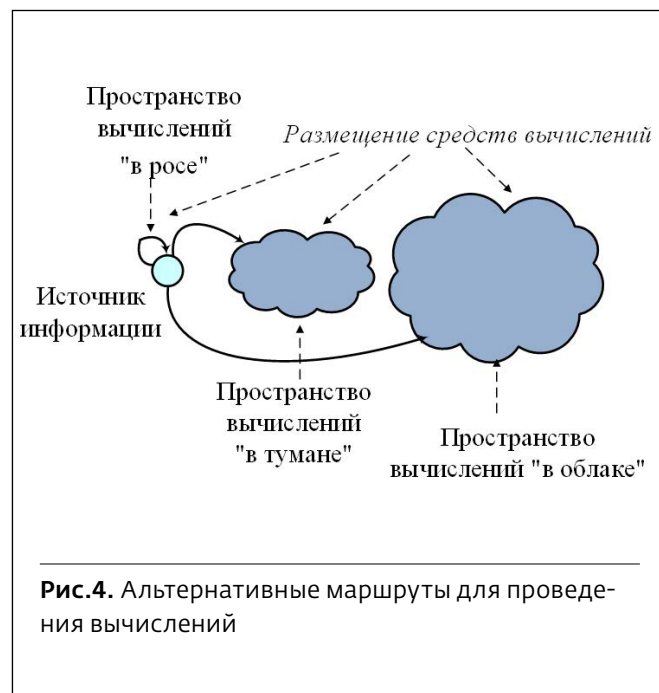 Пространство
вычислений
"в росе"
Размещение средств вычислений
Источник
информации
Пространство
вычислений
"в тумане"
Пространство
вычислений "в облаке"
Рис.4. Альтернативные маршруты для проведе-
ния вычислений